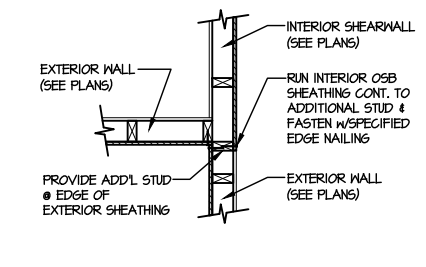 INTERIOR SHEARWALL
(SEE PLANS)
EXTERIOR WALL
(SEE PLANS)
RUN INTERIOR OSB
SHEATHING CONT. TO
ADDITIONAL STUD &
FASTEN W/SPECIFIED
EDGE NAILING
PROVIDE ADD'L STUD
@ EDGE OF
EXTERIOR SHEATHING
EXTERIOR WALL
(SEE PLANS)